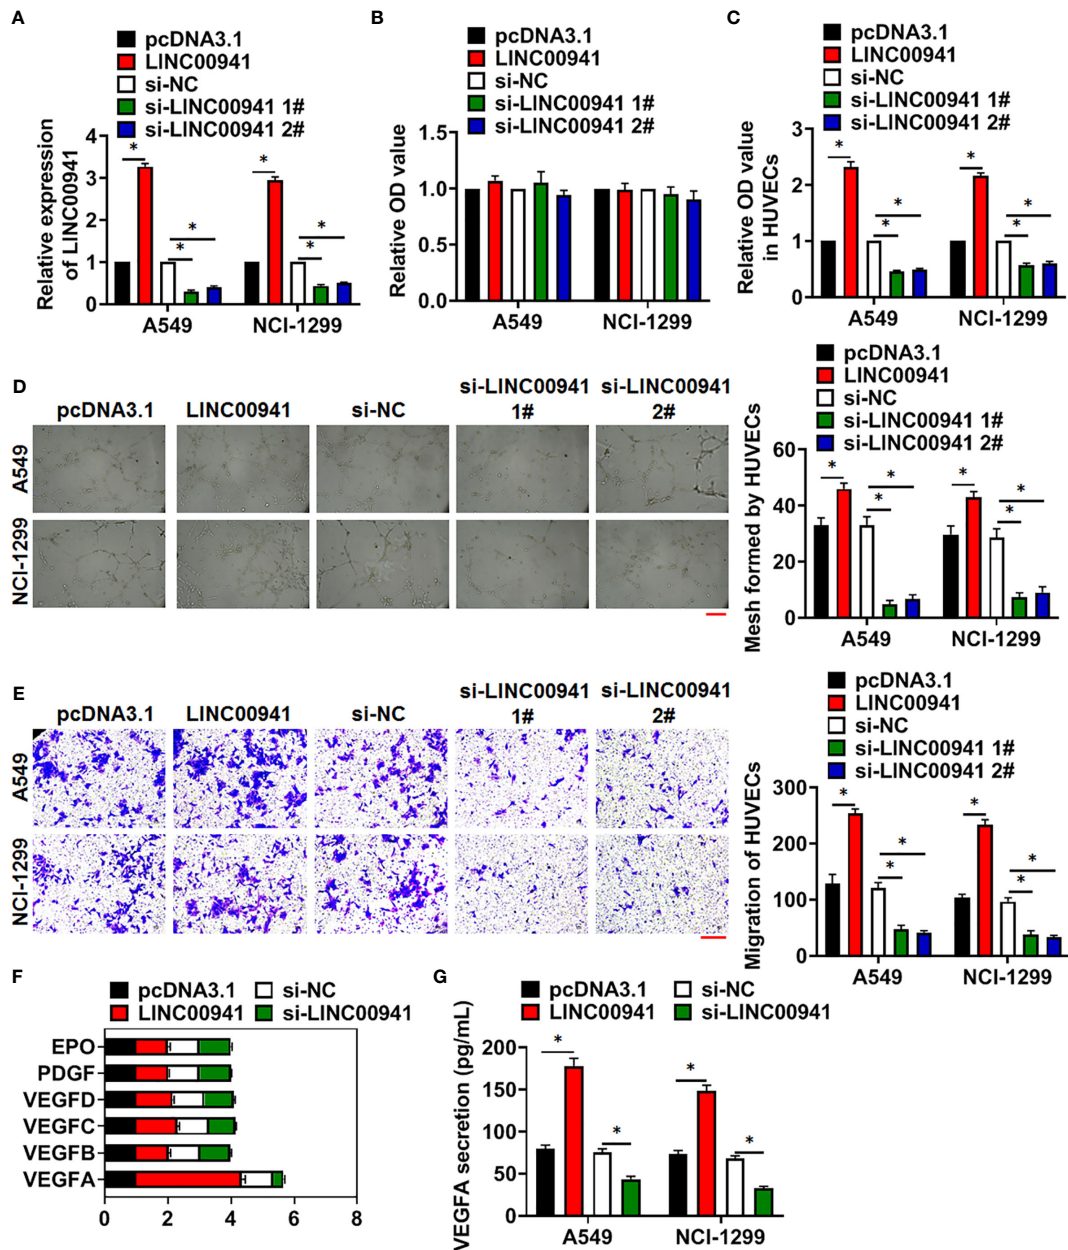 A
pcDNA3.1
LINC00941
si-NC
si-LINC00941 1#
si-LINC00941 2#
Relative expression
of LINC00941
4
3
2
1
0
* * * * * *
A549 NCI-1299
B
pcDNA3.1
LINC00941
si-NC
si-LINC00941 1#
si-LINC00941 2#
Relative OD value
1.5
1.0
0.5
0.0
A549 NCI-1299
C
pcDNA3.1
LINC00941
si-NC
si-LINC00941 1#
si-LINC00941 2#
Relative OD value
in HUVECs
3
2
1
0
* * * * * *
A549 NCI-1299
D
pcDNA3.1 LINC00941 si-NC si-LINC00941 1# si-LINC00941 2#
A549
NCI-1299
pcDNA3.1
LINC00941
si-NC
si-LINC00941 1#
si-LINC00941 2#
Mesh formed by HUVECs
60
40
20
0
* * * * * *
A549 NCI-1299
E
pcDNA3.1 LINC00941 si-NC si-LINC00941 1# si-LINC00941 2#
A549
NCI-1299
pcDNA3.1
LINC00941
si-NC
si-LINC00941 1#
si-LINC00941 2#
Migration of HUVECs
300
200
100
0
* * * * * *
A549 NCI-1299
F
pcDNA3.1 si-NC
LINC00941 si-LINC00941
EPO
PDGF
VEGFD
VEGFC
VEGFB
VEGFA
0 2 4 6 8
G
pcDNA3.1 si-NC
LINC00941 si-LINC00941
VEGFA secretion (pg/mL)
200
150
100
50
0
* * * *
A549 NCI-1299